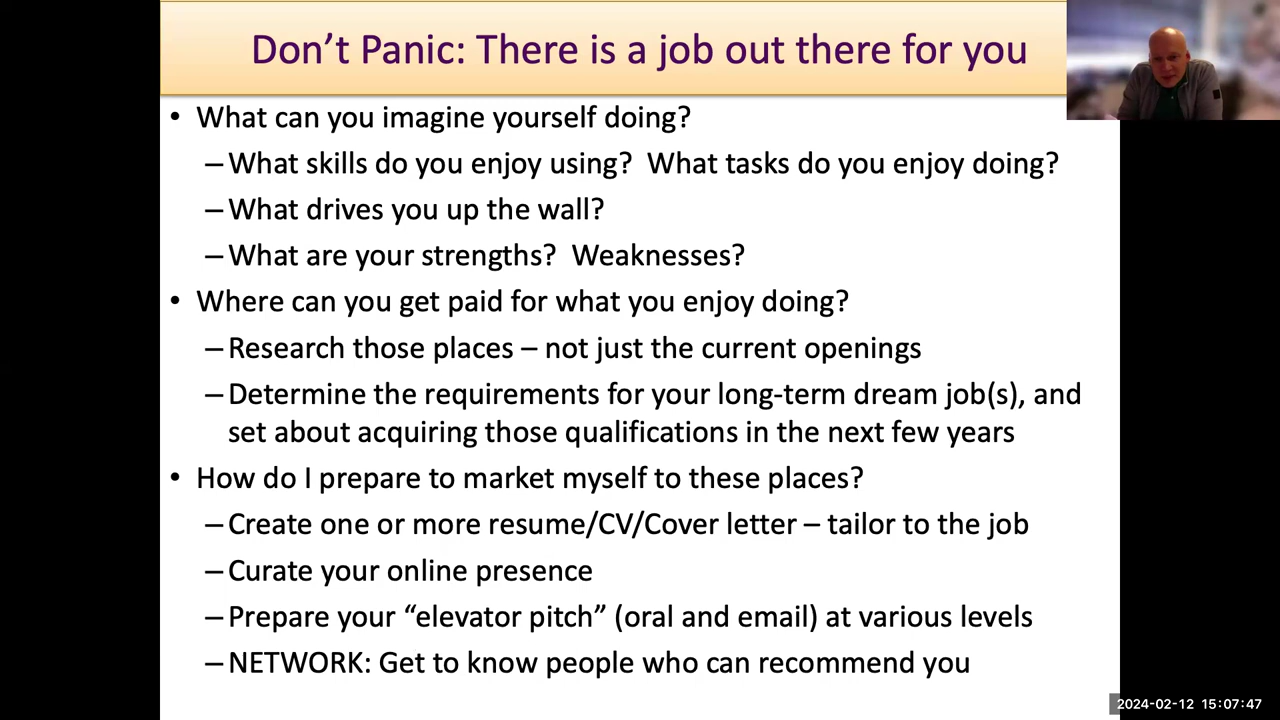 Don’t Panic: There is a job out there for you
• What can you imagine yourself doing?
– What skills do you enjoy using?  What tasks do you enjoy doing?
– What drives you up the wall?
– What are your strengths?  Weaknesses?
• Where can you get paid for what you enjoy doing?
– Research those places – not just the current openings
– Determine the requirements for your long-term dream job(s), and
set about acquiring those qualifications in the next few years
• How do I prepare to market myself to these places?
– Create one or more resume/CV/Cover letter – tailor to the job
– Curate your online presence
– Prepare your “elevator pitch” (oral and email) at various levels
– NETWORK: Get to know people who can recommend you
2024-02-12 15:07:47